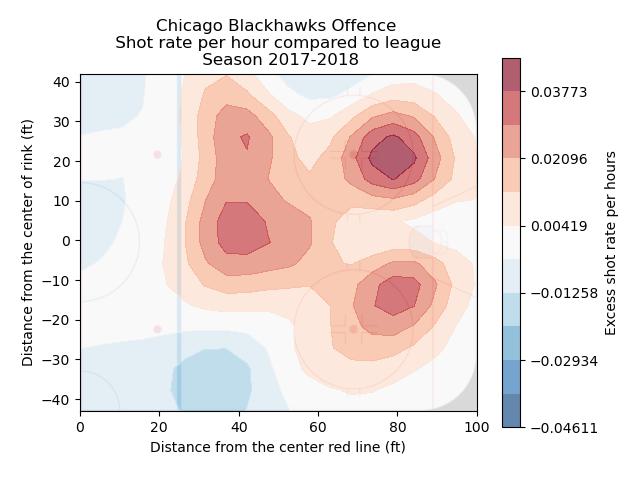 Chicago Blackhawks Offence
Shot rate per hour compared to league
Season 2017-2018
40
30
20
10
0
−10
−20
−30
−40
Distance from the center of rink (ft)
0 20 40 60 80 100
Distance from the center red line (ft)
0.03773
0.02096
0.00419
−0.01258
−0.02934
−0.04611
Excess shot rate per hours